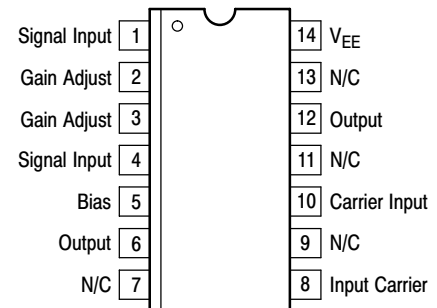 Signal Input 1
Gain Adjust 2
Gain Adjust 3
Signal Input 4
Bias 5
Output 6
N/C 7
14 VEE
13 N/C
12 Output
11 N/C
10 Carrier Input
9 N/C
8 Input Carrier